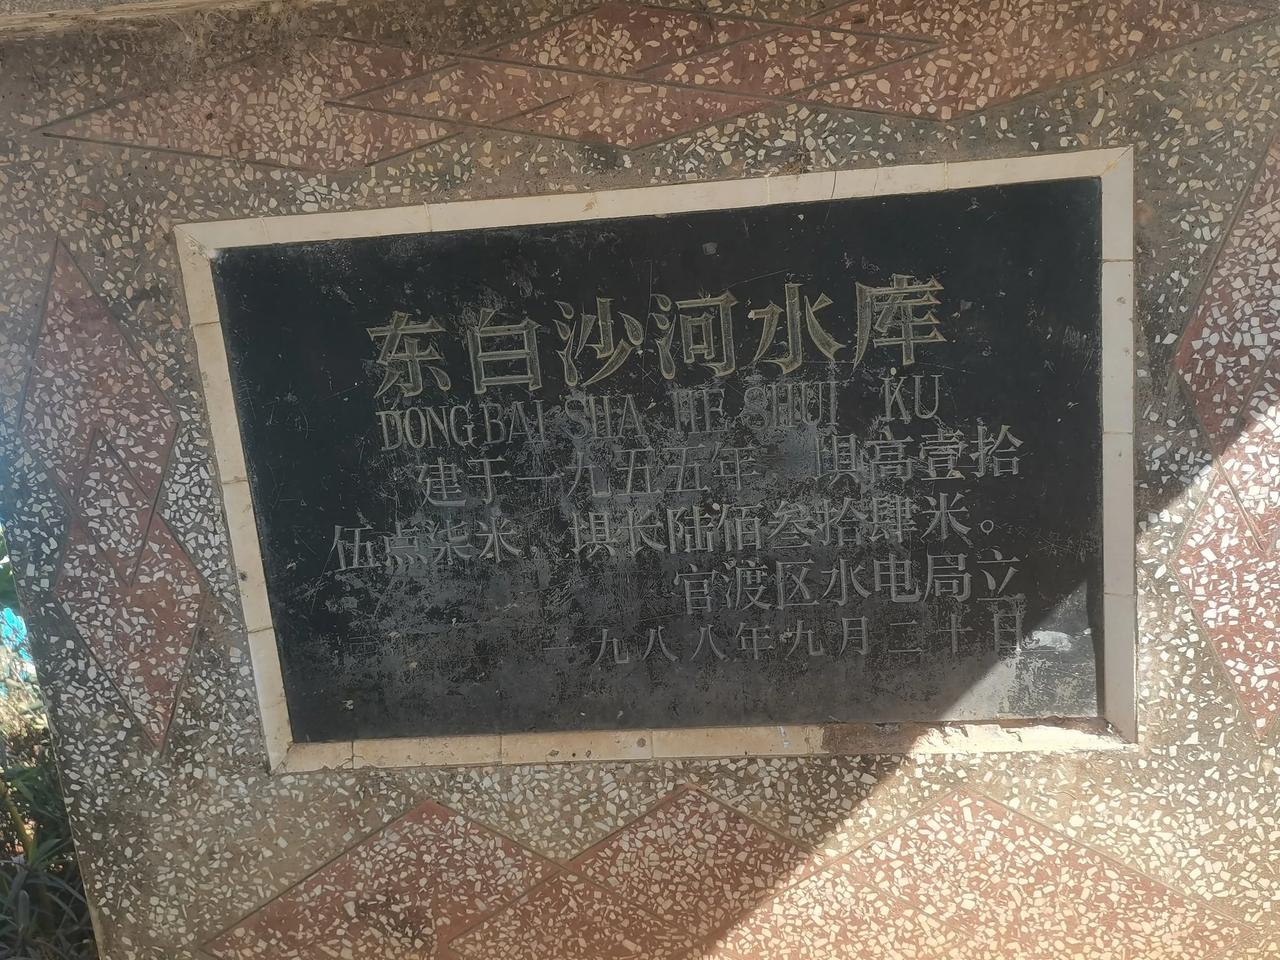 东白沙河水库
DONG BAI SHA HE SHUI KU
建于一九五五年 坝高壹拾
伍点柒米、坝长陆佰叁拾肆米。
官渡区水电局立
一九八八年九月二十日